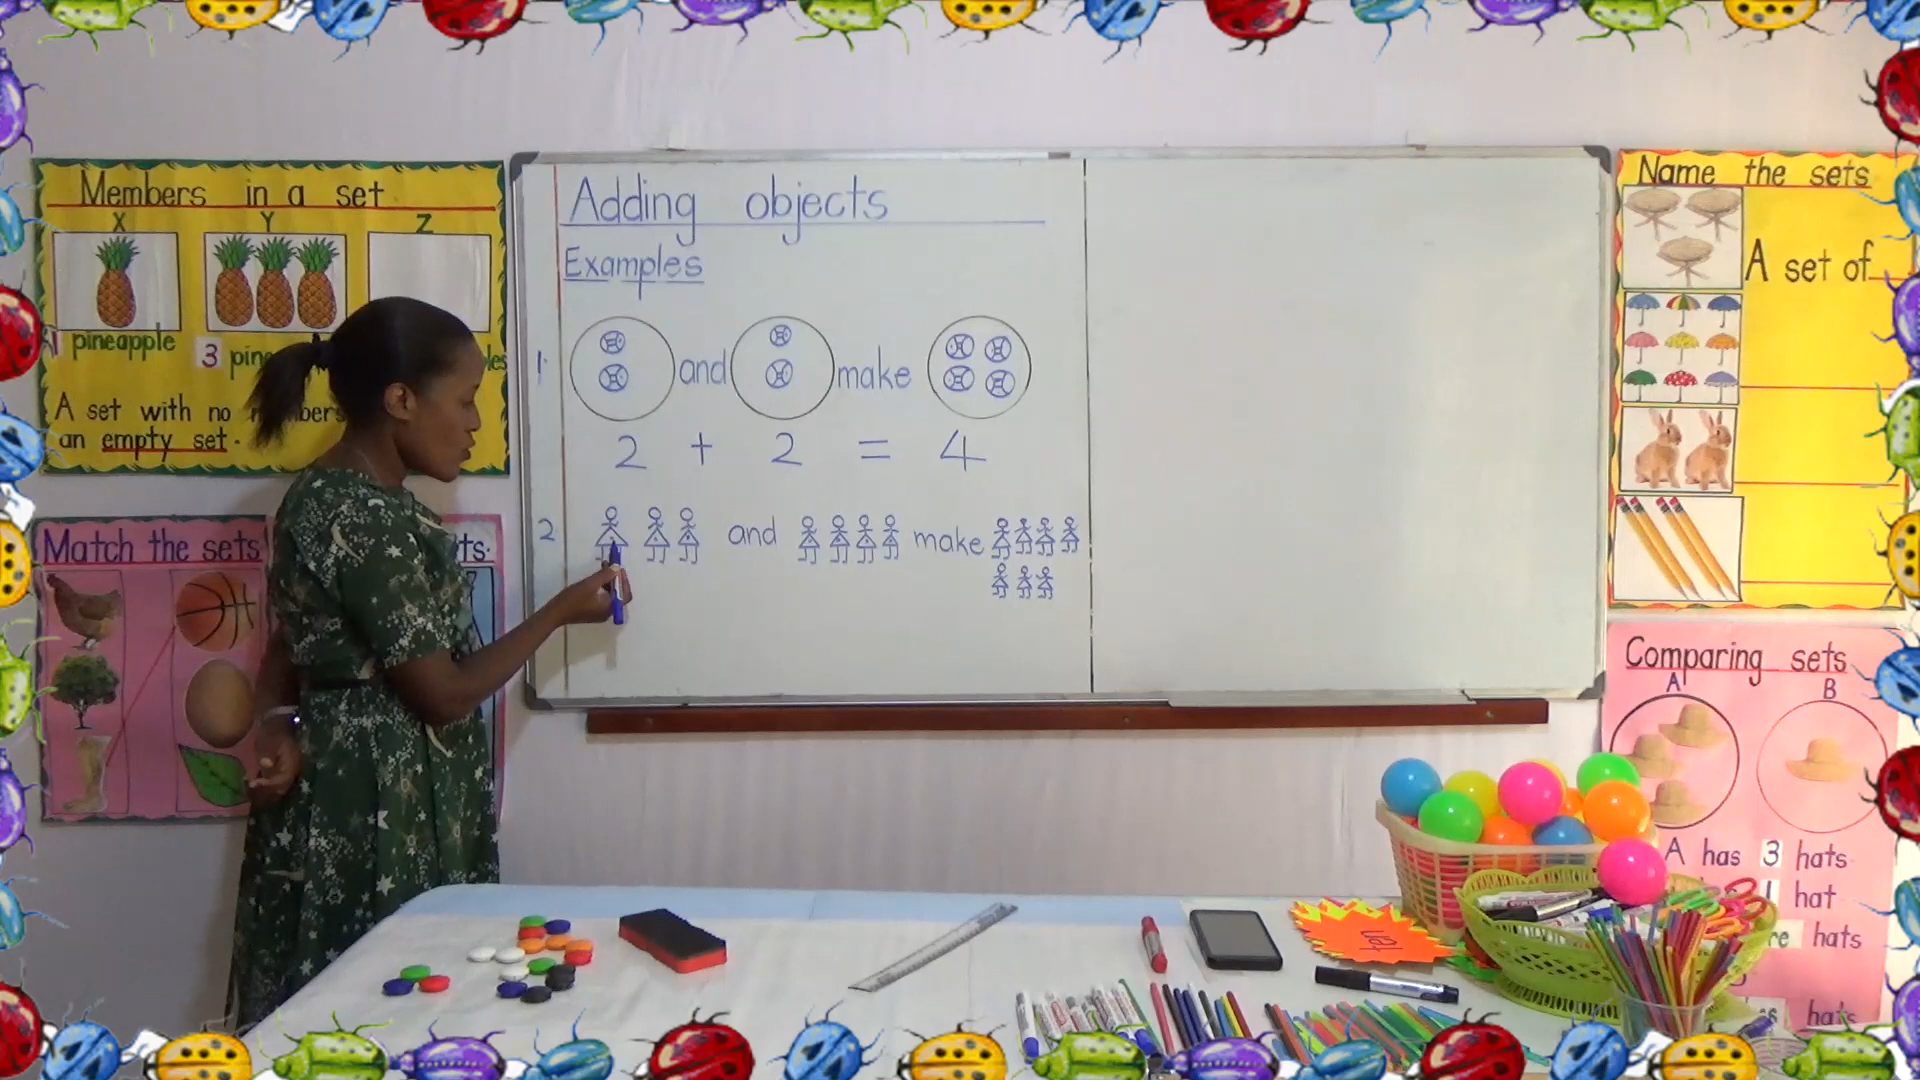 Members in a set
X Y Z
pineapple
3
A set with no
an empty set.
Match the sets
Adding objects
Examples
1. and make
2 + 2 = 4
2 and make
Name the sets
A set of
Comparing sets
A B
A has 3 hats
1 hat
hats
hats
ten